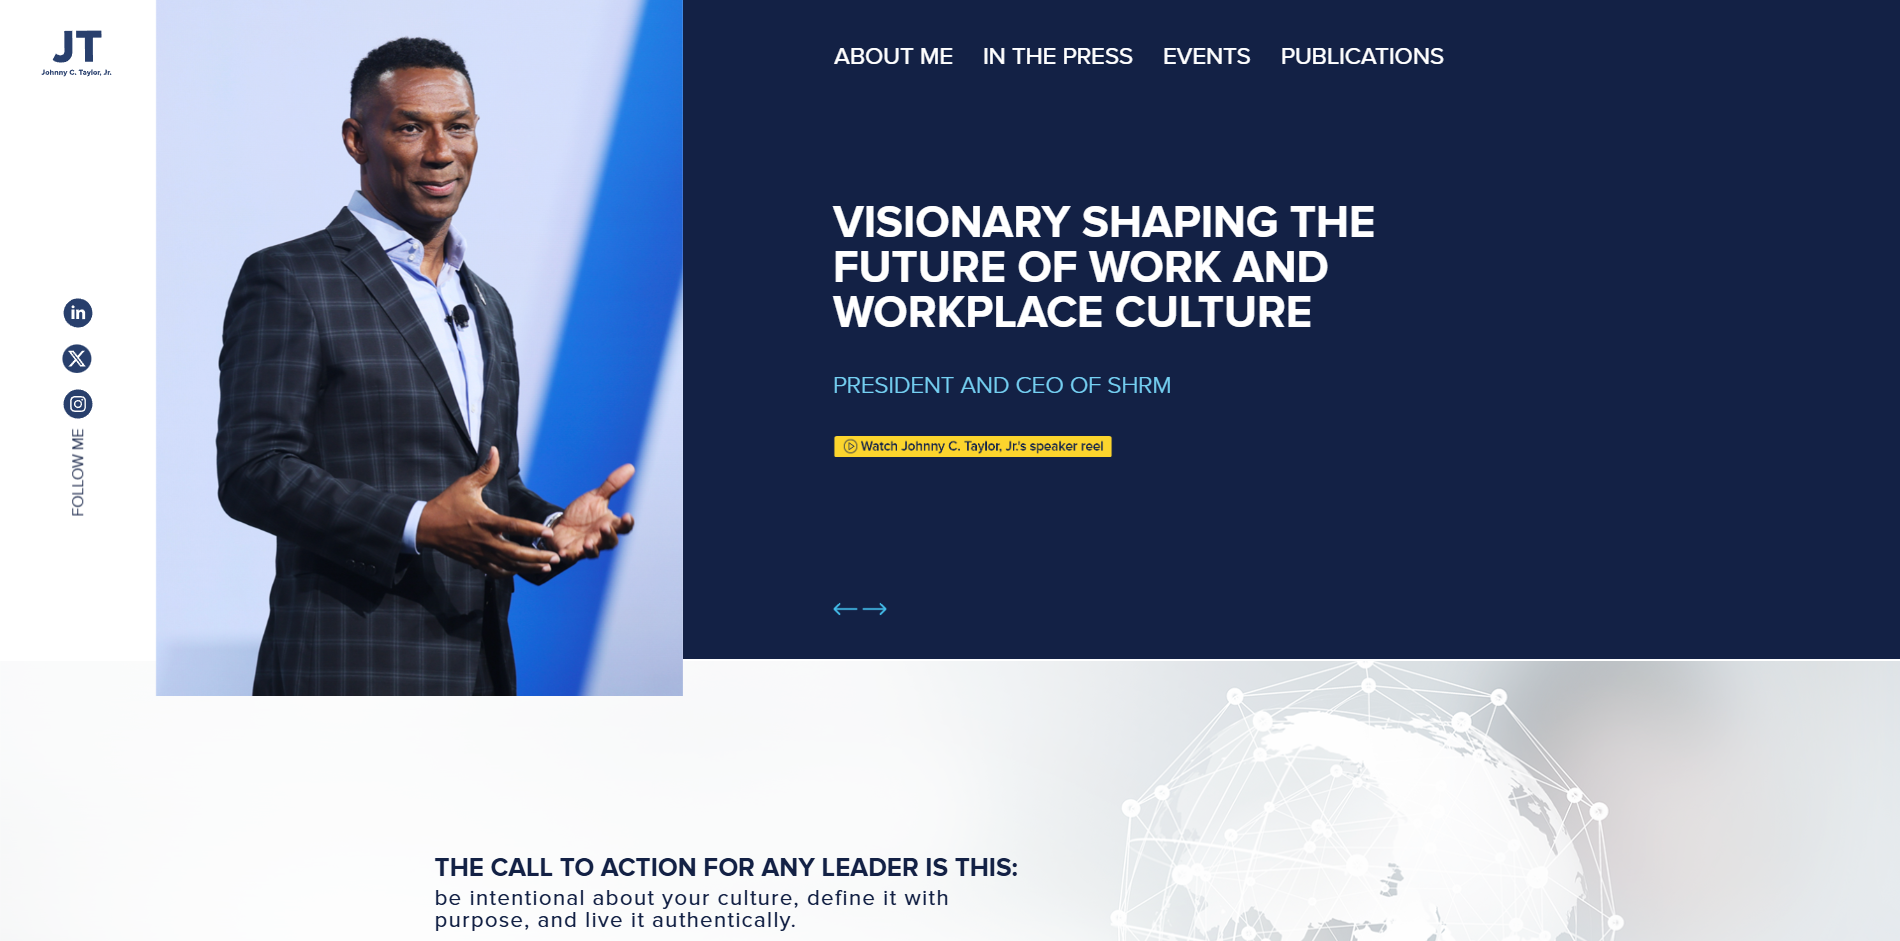 JT
Johnny C. Taylor, Jr.
ABOUT ME IN THE PRESS EVENTS PUBLICATIONS
VISIONARY SHAPING THE
FUTURE OF WORK AND
WORKPLACE CULTURE
PRESIDENT AND CEO OF SHRM
Watch Johnny C. Taylor, Jr.'s speaker reel
in
X
FOLLOW ME
THE CALL TO ACTION FOR ANY LEADER IS THIS:
be intentional about your culture, define it with
purpose, and live it authentically.